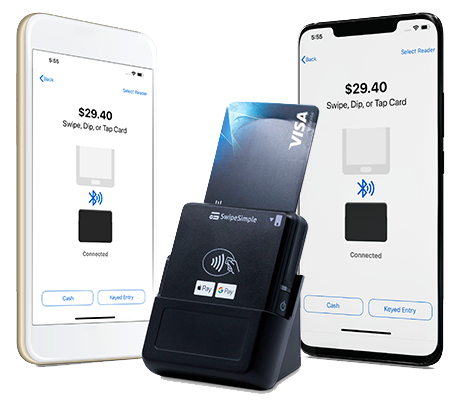 5:55
Back
Select Reader
$29.40
Swipe, Dip, or Tap Card
Connected
Cash
Keyed Entry
VISA
SwipeSimple
Pay
G Pay
5:55
Select Reader
Back
$29.40
Swipe, Dip, or Tap Card
Connected
Cash
Keyed Entry